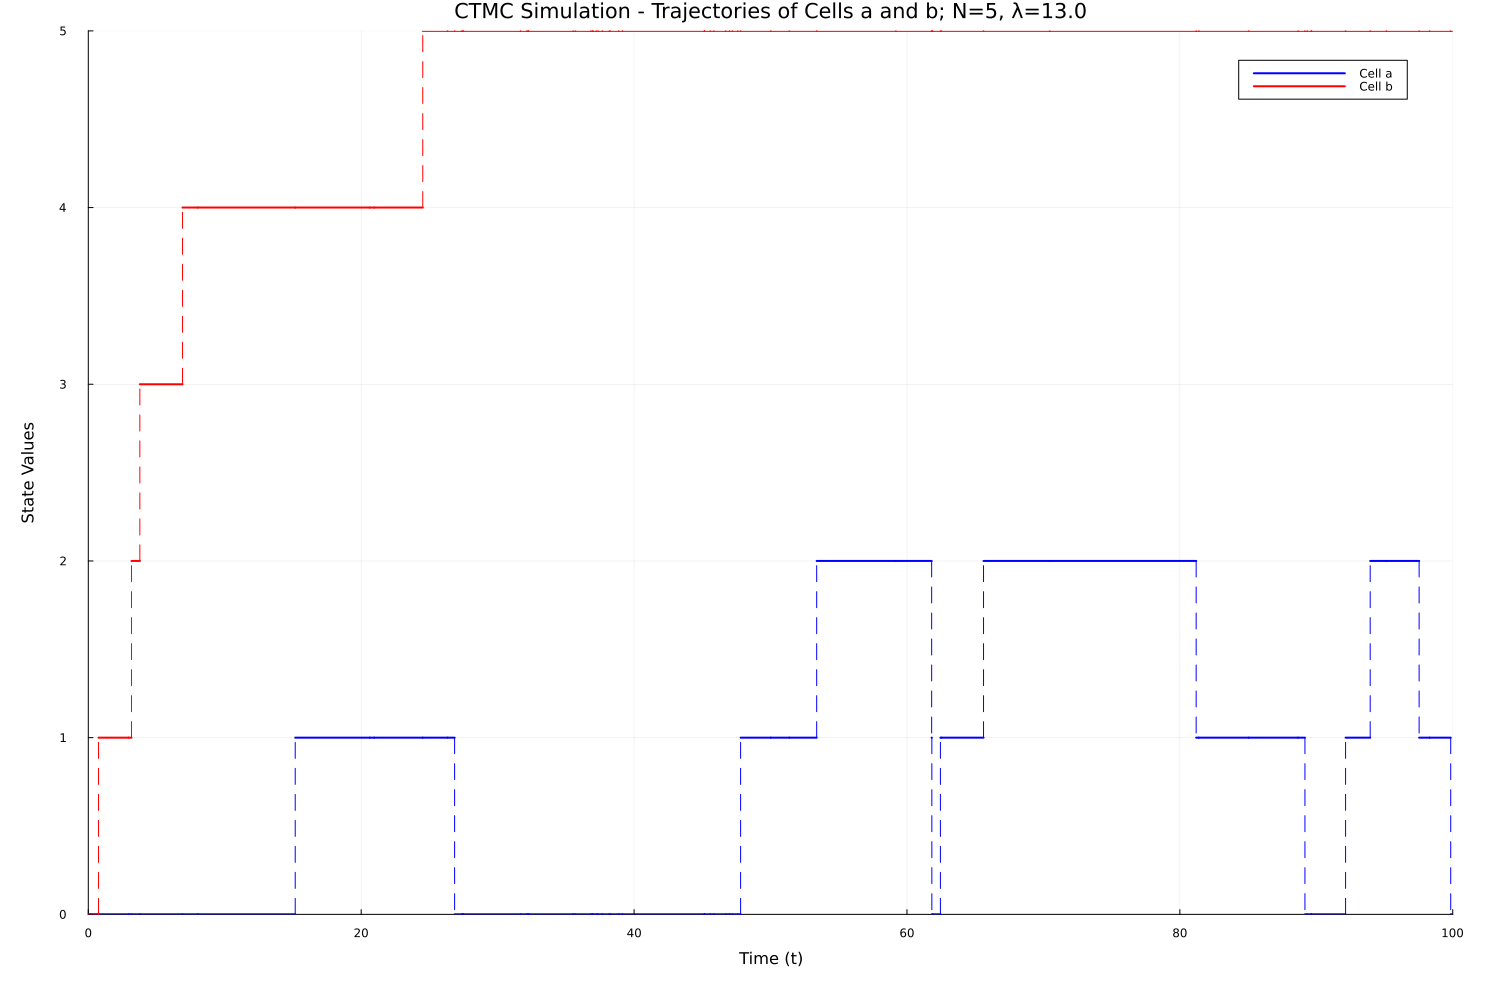 CTMC Simulation - Trajectories of Cells a and b; N=5, λ=13.0
5
Cell a
Cell b
4
3
State Values
2
1
0
0 20 40 60 80 100
Time (t)